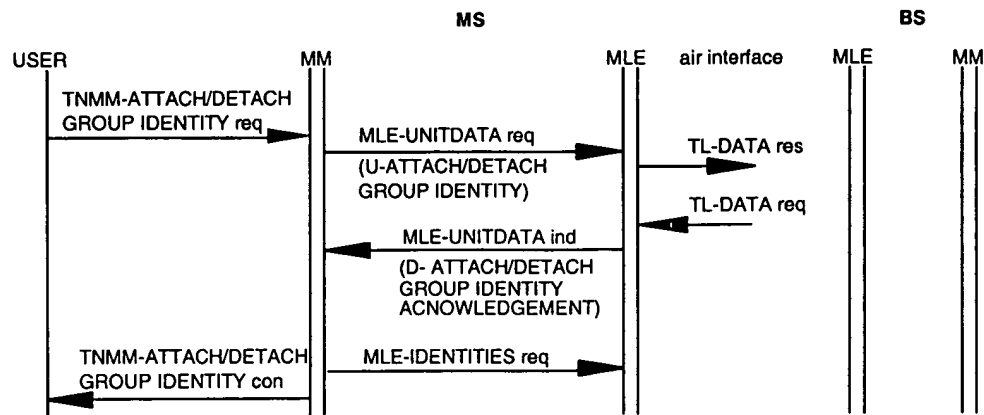 MS
BS
USER
MM
MLE
air interface
MLE
MM
TNMM-ATTACH/DETACH
GROUP IDENTITY req
MLE-UNITDATA req
(U-ATTACH/DETACH
GROUP IDENTITY)
TL-DATA res
TL-DATA req
MLE-UNITDATA ind
(D- ATTACH/DETACH
GROUP IDENTITY
ACNOWLEDGEMENT)
TNMM-ATTACH/DETACH
GROUP IDENTITY con
MLE-IDENTITIES req